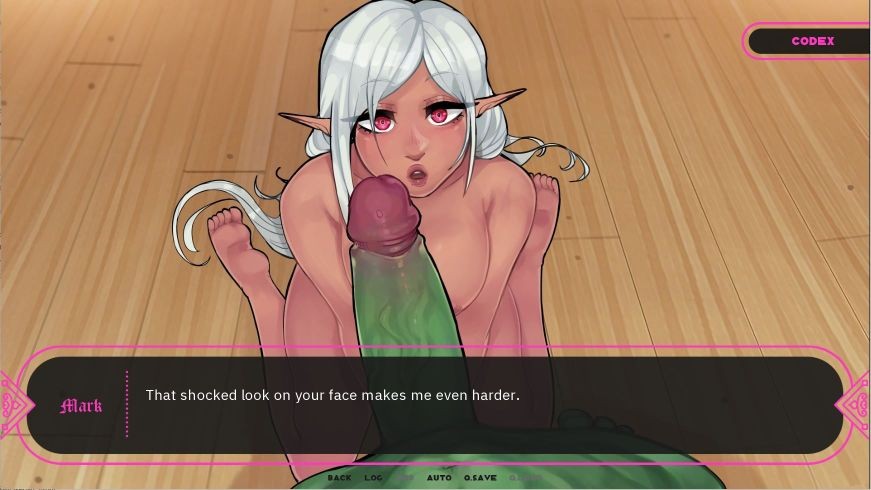 CODEX
Mark
That shocked look on your face makes me even harder.
BACK LOG AUTO Q.SAVE